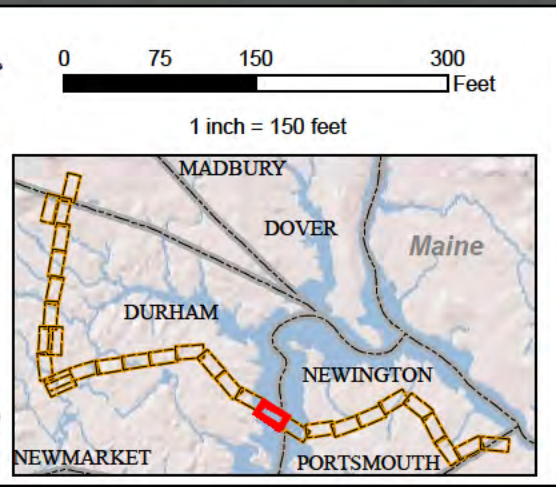 0 75 150 300
Feet
1 inch = 150 feet
MADBURY
DOVER
Maine
DURHAM
NEWINGTON
NEWMARKET
PORTSMOUTH